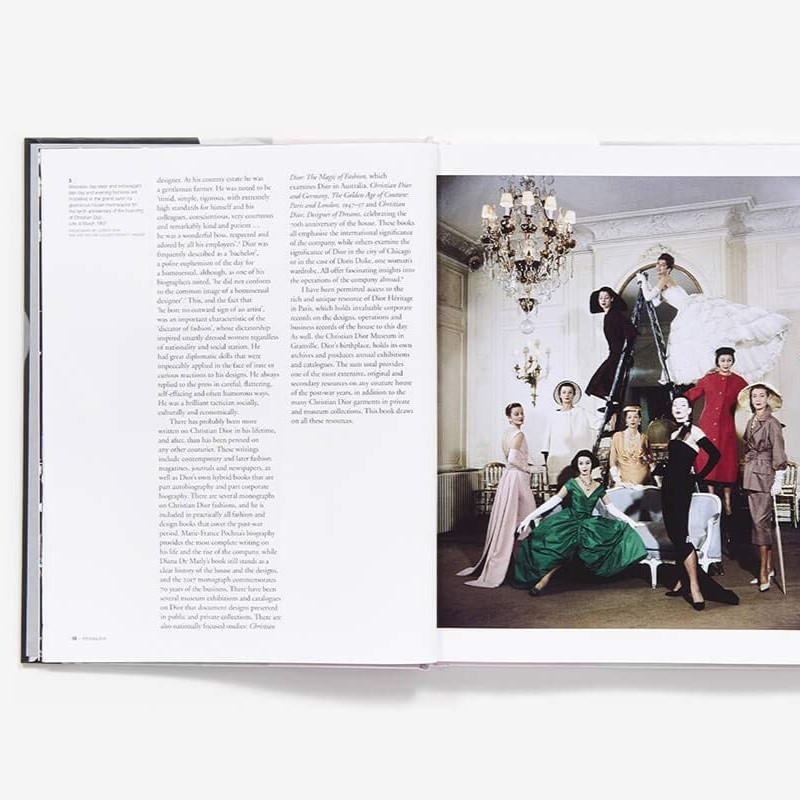 5
Christian Dior
Life, 4 March 1957
designer. At his country estate he was
a gentleman farmer. He was noted to be
'timid, simple, rigorous, with extremely
high standards for himself and his
colleagues, conscientious, very courteous
and remarkably kind and patient ...
he was a wonderful boss, respected and
adored by all his employees'. Dior was
frequently described as a 'bachelor',
a polite euphemism of the day for
a homosexual, although, as one of his
biographers noted, 'he did not conform
to the common image of a homosexual
designer'. This, and the fact that
'he bore no outward sign of an artist',
was an important characteristic of the
'dictator of fashion', whose dictatorship
inspired smartly dressed women regardless
of nationality and social station. He
had great diplomatic skills that were
impeccably applied in the face of irate or
curious reactions to his designs. He always
replied to the press in careful, flattering,
self-effacing and often humorous ways.
He was a brilliant tactician socially,
culturally and economically.
There has probably been more
written on Christian Dior in his lifetime,
and after, than has been penned on
any other couturier. These writings
include contemporary and later fashion
magazines, journals and newspapers, as
well as Dior's own hybrid books that are
part autobiography and part corporate
biography. There are several monographs
on Christian Dior fashions, and he is
included in practically all fashion and
design books that cover the post-war
period. Marie-France Pochna's biography
provides the most complete writing on
his life and the rise of the company, while
Diana De Marly's book still stands as a
clear history of the house and the designs,
and the 2017 monograph commemorates
70 years of the business. There have been
several museum exhibitions and catalogues
on Dior that document designs preserved
in public and private collections. There are
also nationally focused studies: Christian
Dior: The Magic of Fashion, which
examines Dior in Australia, Christian Dior
and Germany, The Golden Age of Couture:
Paris and London, 1947–57 and Christian
Dior: Designer of Dreams, celebrating the
70th anniversary of the house. These books
all emphasise the international significance
of the company, while others examine the
significance of Dior in the city of Chicago
or in the case of Doris Duke, one woman's
wardrobe. All offer fascinating insights into
the operations of the company abroad.
I have been permitted access to the
rich and unique resource of Dior Héritage
in Paris, which holds invaluable corporate
records on the designs, operations and
business records of the house to this day.
As well, the Christian Dior Museum in
Granville, Dior's birthplace, holds its own
archives and produces annual exhibitions
and catalogues. The sum total provides
one of the most extensive, original and
secondary resources on any couture house
of the post-war years, in addition to the
many Christian Dior garments in private
and museum collections. This book draws
on all these resources.